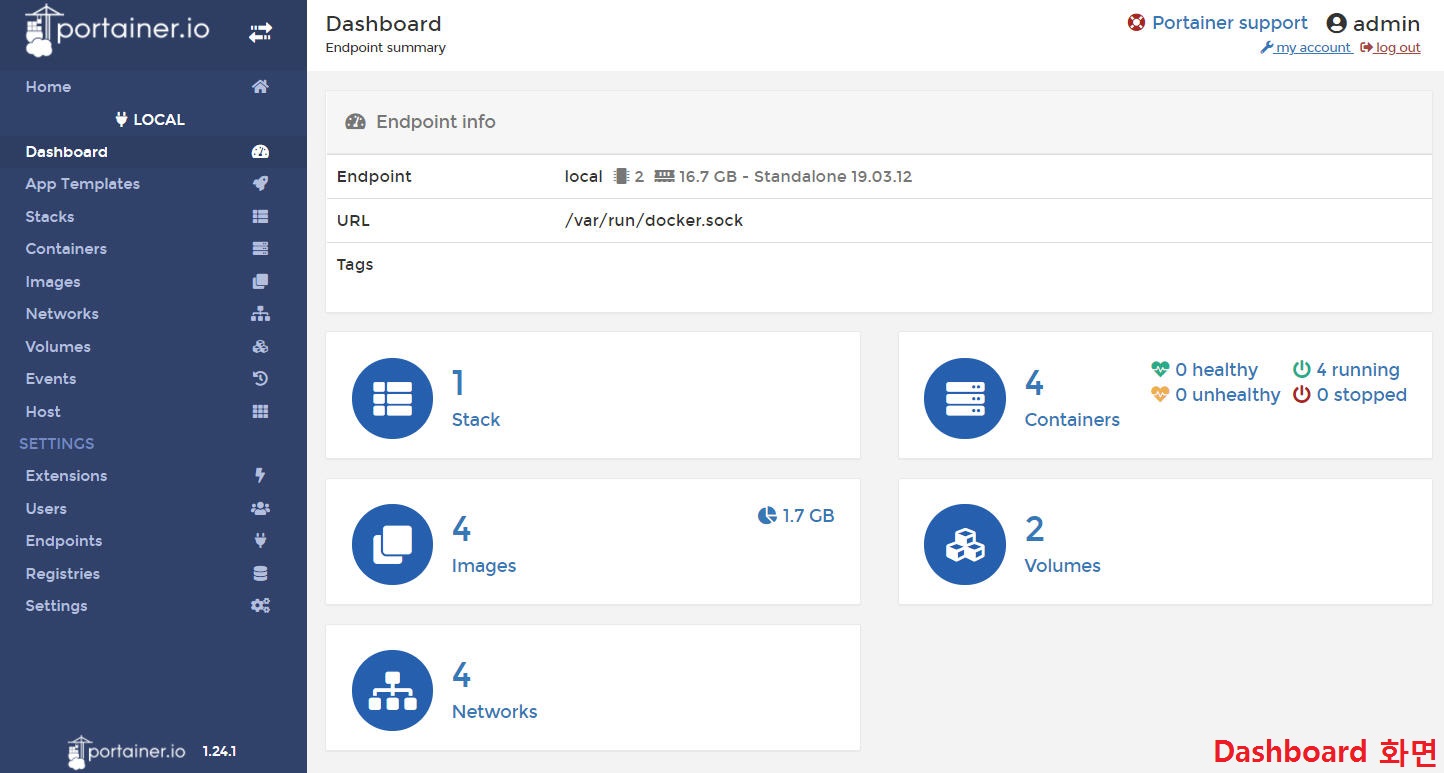 portainer.io
Home
LOCAL
Dashboard
App Templates
Stacks
Containers
Images
Networks
Volumes
Events
Host
SETTINGS
Extensions
Users
Endpoints
Registries
Settings
portainer.io 1.24.1
Dashboard
Endpoint summary
Portainer support admin
my account log out
Endpoint info
Endpoint local 2 16.7 GB - Standalone 19.03.12
URL /var/run/docker.sock
Tags
1
Stack
4
Containers
0 healthy 4 running
0 unhealthy 0 stopped
4
Images
1.7 GB
2
Volumes
4
Networks
Dashboard 화면